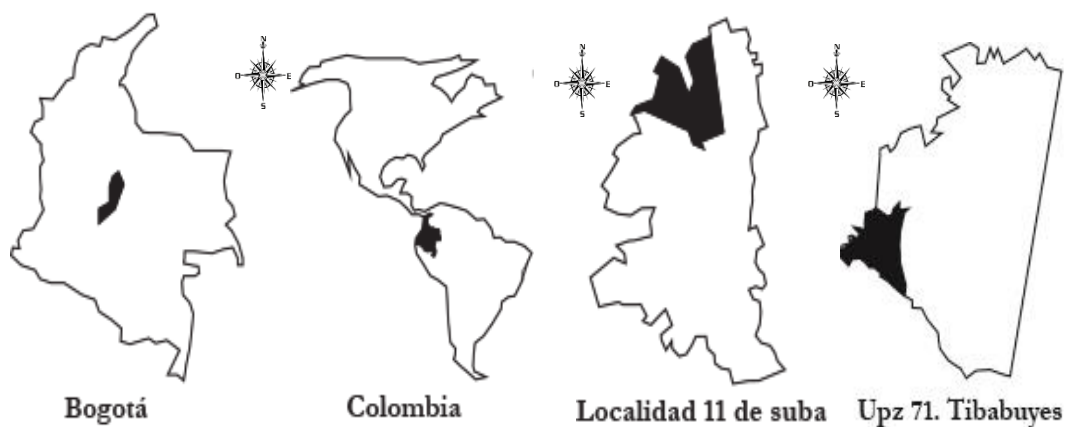 N
O E
S
N
O E
S
N
O E
S
Bogotá
Colombia
Localidad 11 de suba
Upz 71. Tibabuyes